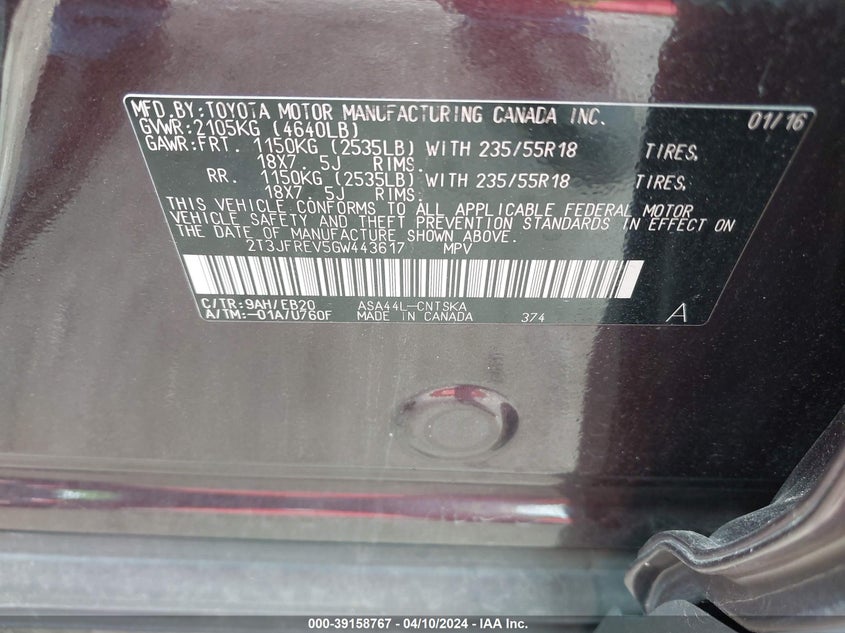 MFD.BY:TOYOTA MOTOR MANUFACTURING CANADA INC. 01/16
GVWR:2105KG (4640LB)
GAWR:FRT. 1150KG (2535LB) WITH 235/55R18 TIRES,
18X7. 5J RIMS.
RR. 1150KG (2535LB) WITH 235/55R18 TIRES,
18X7. 5J RIMS.
THIS VEHICLE CONFORMS TO ALL APPLICABLE FEDERAL MOTOR
VEHICLE SAFETY AND THEFT PREVENTION STANDARDS IN EFFECT ON
THE DATE OF MANUFACTURE SHOWN ABOVE.
2T3JFREV5GW443617 MPV
C/TR:9AH/EB20 ASA44L-CNTSKA
A/TM:-01A/U760F MADE IN CANADA 374 A
000-39158767 - 04/10/2024 - IAA Inc.